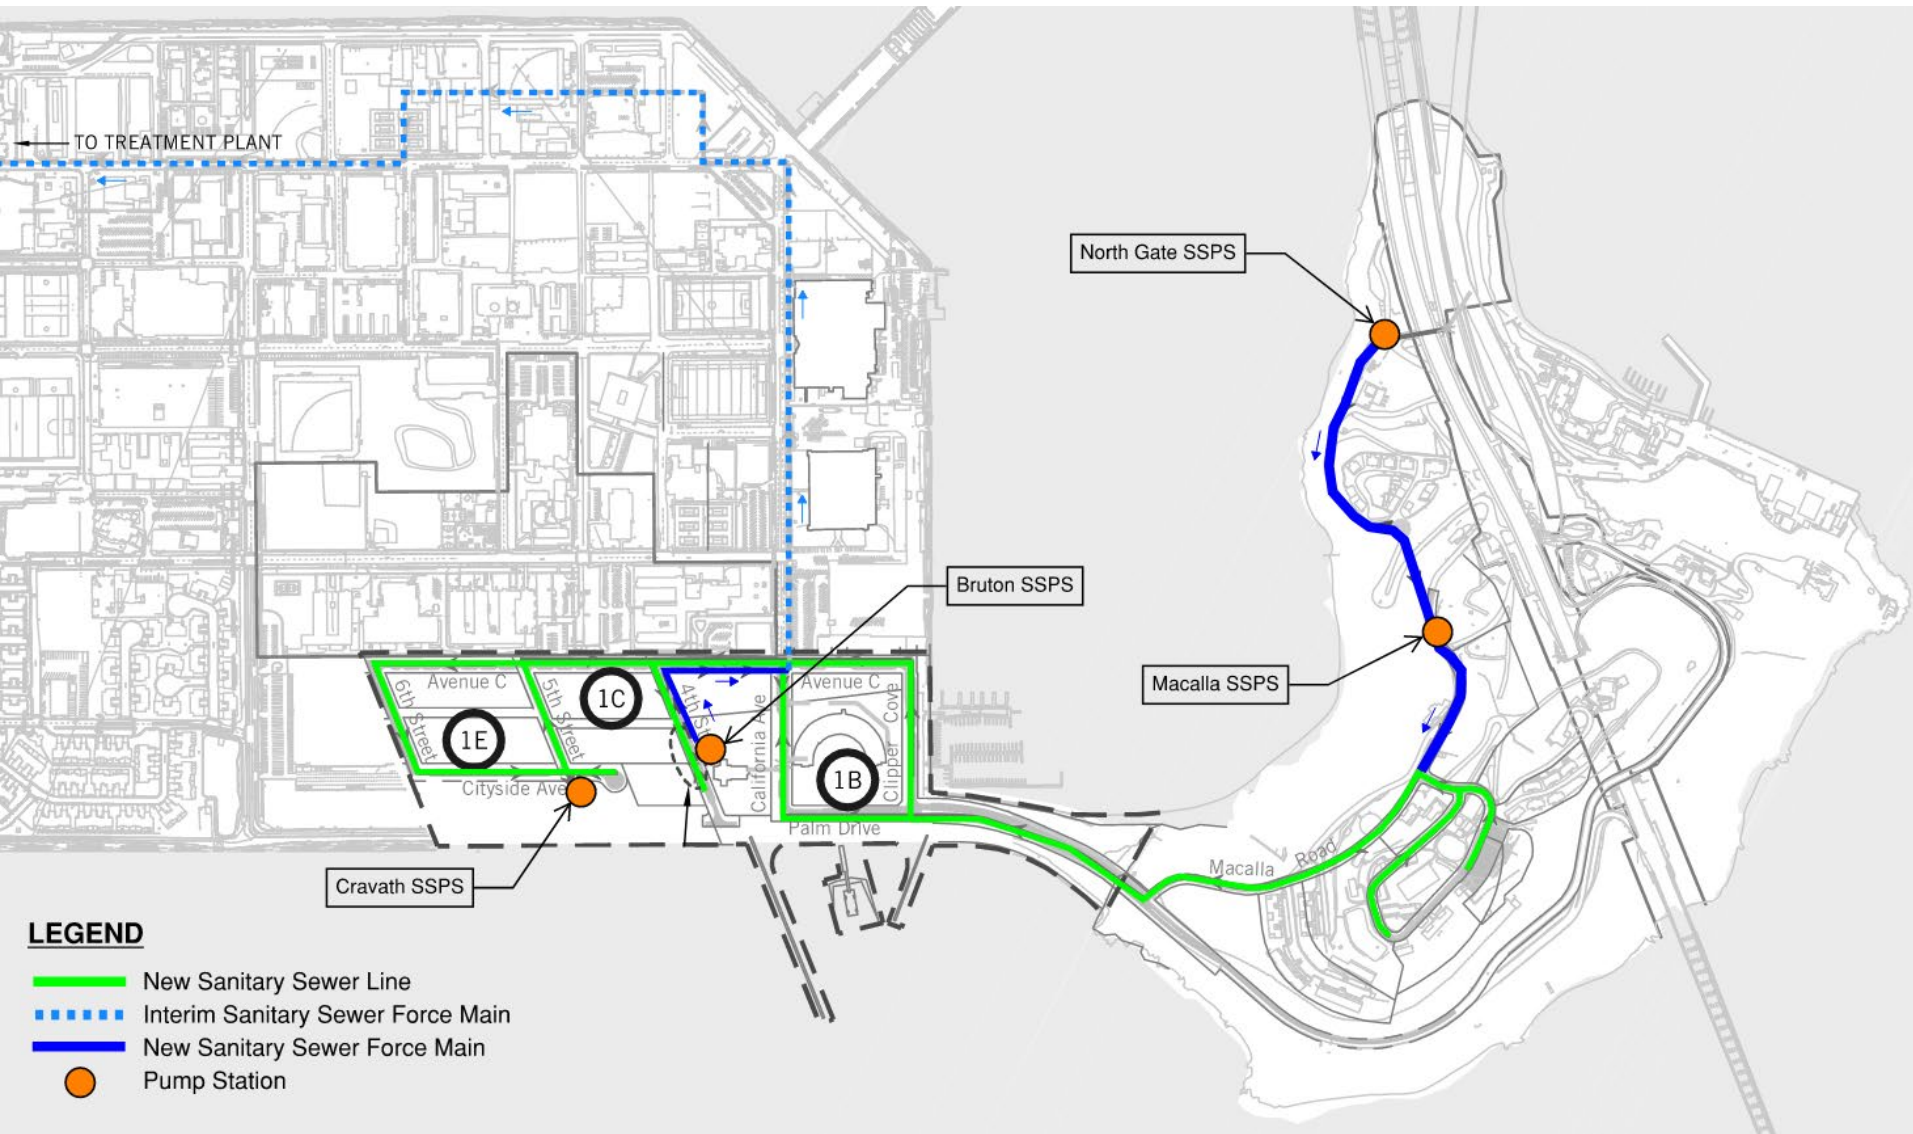 TO TREATMENT PLANT
North Gate SSPS
Bruton SSPS
Macalla SSPS
Avenue C
Avenue C
6th Street
5th Street
4th St
1C
1E
1B
California Ave
Clipper Cove
Cityside Ave
Palm Drive
Macalla Road
Cravath SSPS
LEGEND
New Sanitary Sewer Line
Interim Sanitary Sewer Force Main
New Sanitary Sewer Force Main
Pump Station